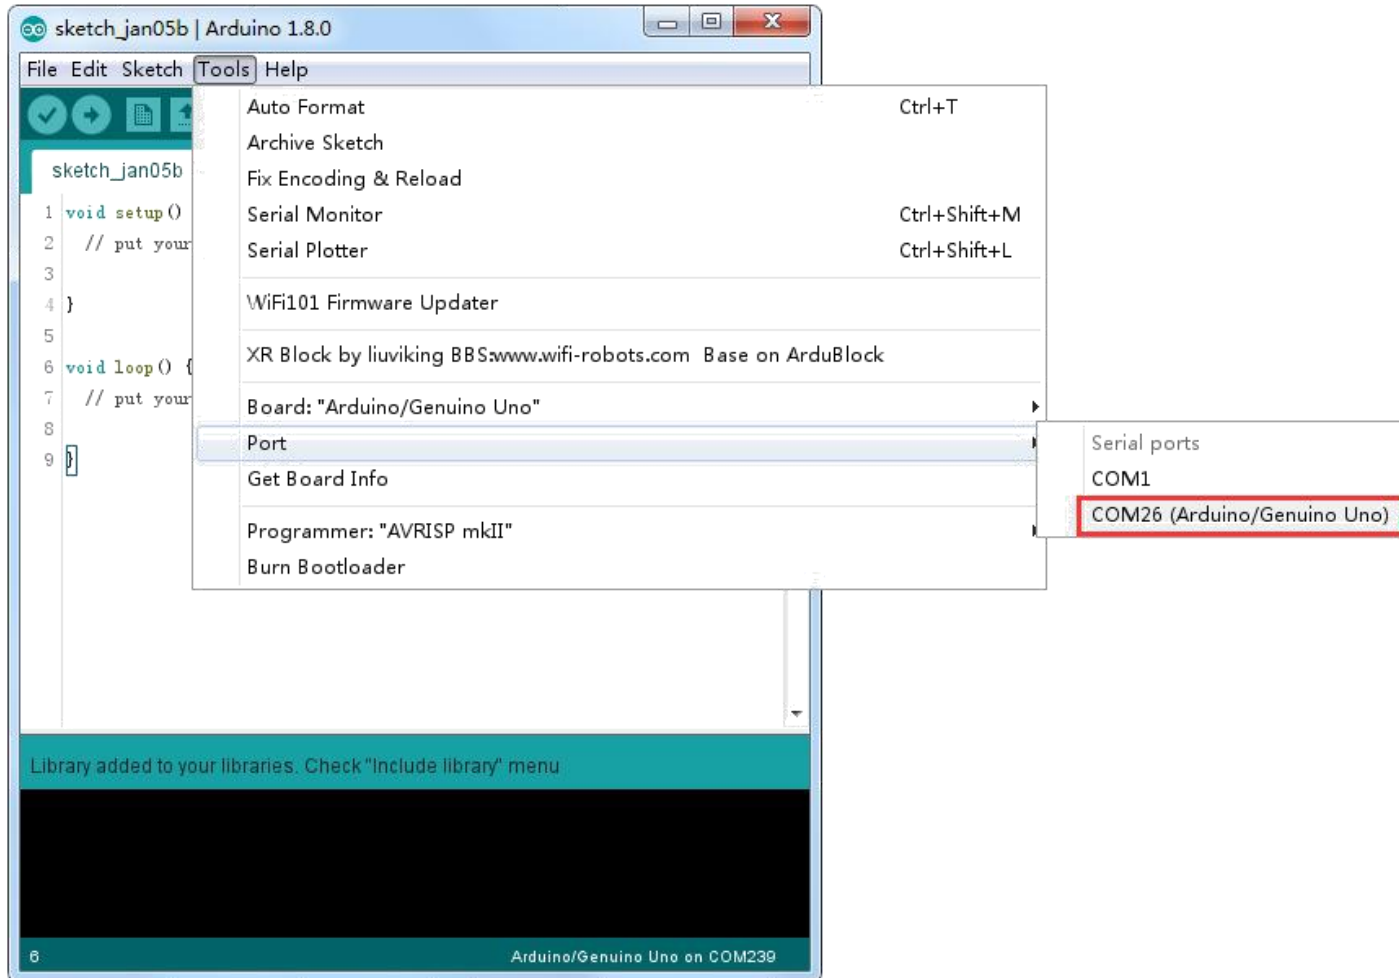 sketch_jan05b | Arduino 1.8.0
File Edit Sketch Tools Help
Auto Format Ctrl+T
Archive Sketch
sketch_jan05b
Fix Encoding & Reload
1 void setup()
Serial Monitor Ctrl+Shift+M
2 // put your
Serial Plotter Ctrl+Shift+L
3
4 }
WiFi101 Firmware Updater
5
6 void loop() {
XR Block by liuviking BBS:www.wifi-robots.com Base on ArduBlock
7 // put your
Board: "Arduino/Genuino Uno"
8
Port
Serial ports
9 }
Get Board Info
COM1
COM26 (Arduino/Genuino Uno)
Programmer: "AVRISP mkII"
Burn Bootloader
Library added to your libraries. Check "Include library" menu
6 Arduino/Genuino Uno on COM239